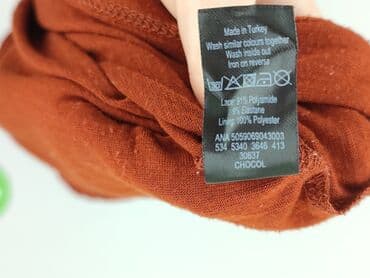 Made in Turkey
Wash similar colours together
Wash inside out
Iron on reverse
30
Lace: 91% Polyamide
9% Elastane
Lining: 100% Polyester
ANA 5059069043003
534 5340 3646 413
30637
CHOCOL